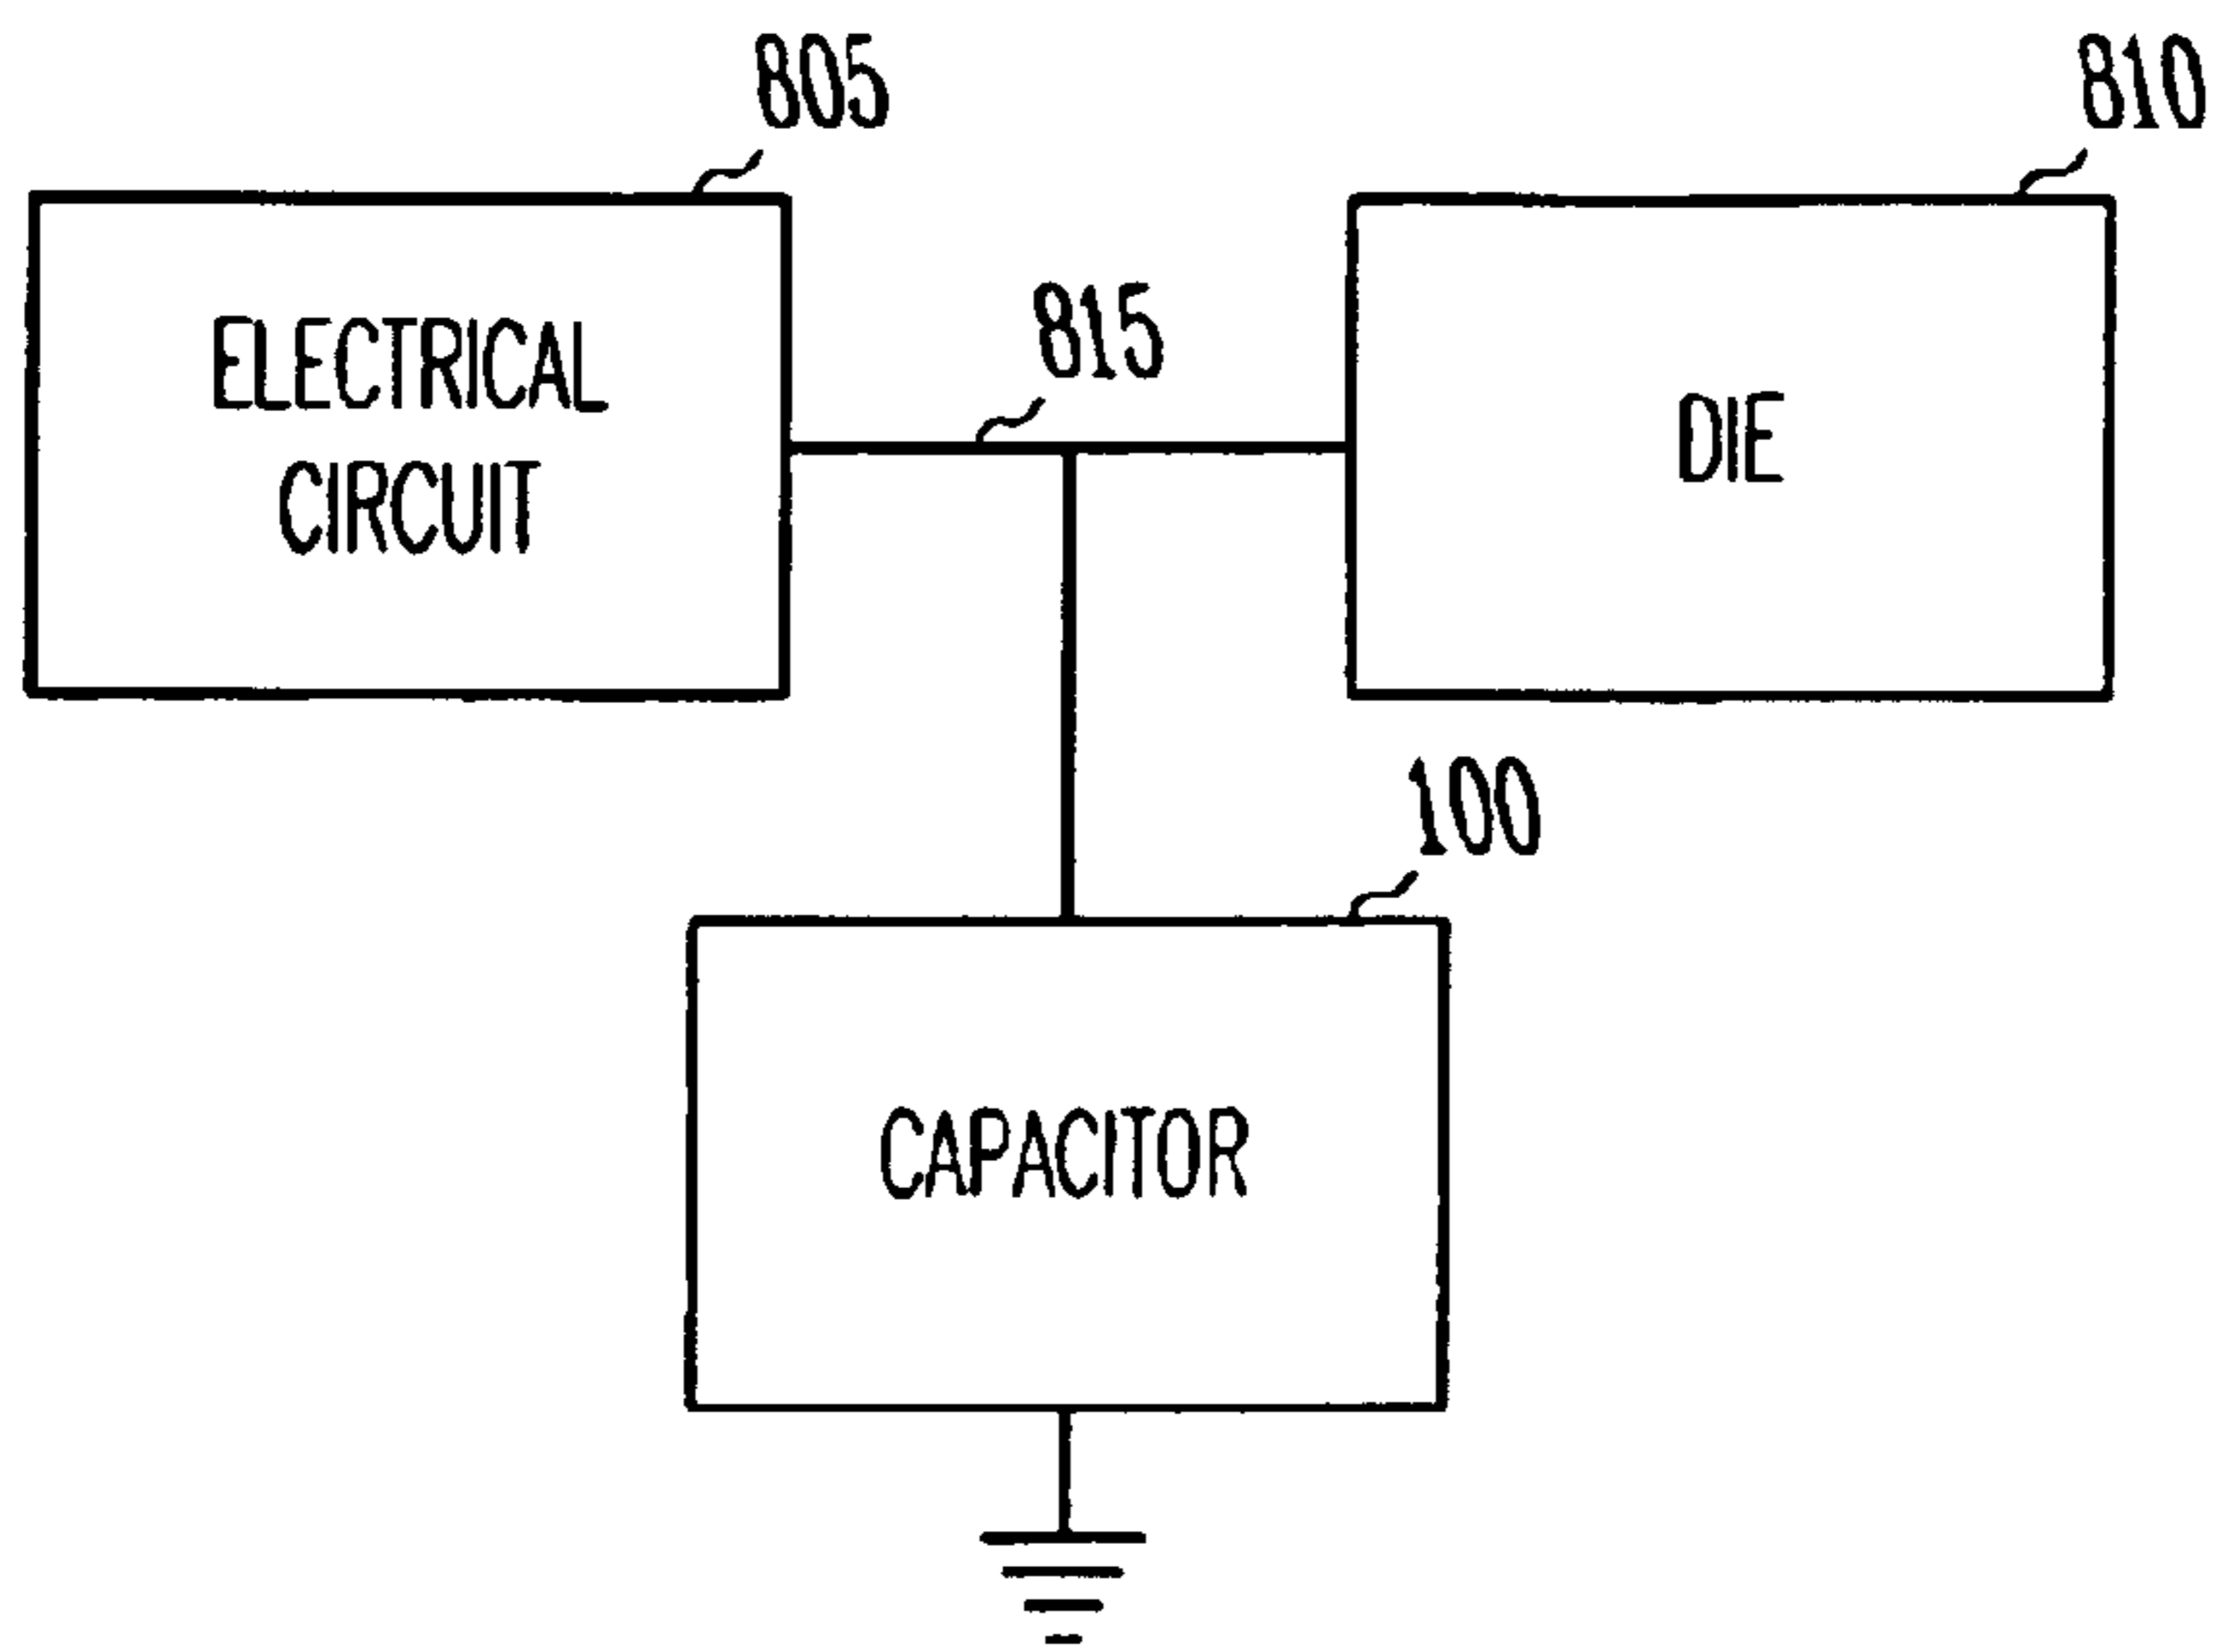 805
810
ELECTRICAL
CIRCUIT
815
DIE
100
CAPACITOR